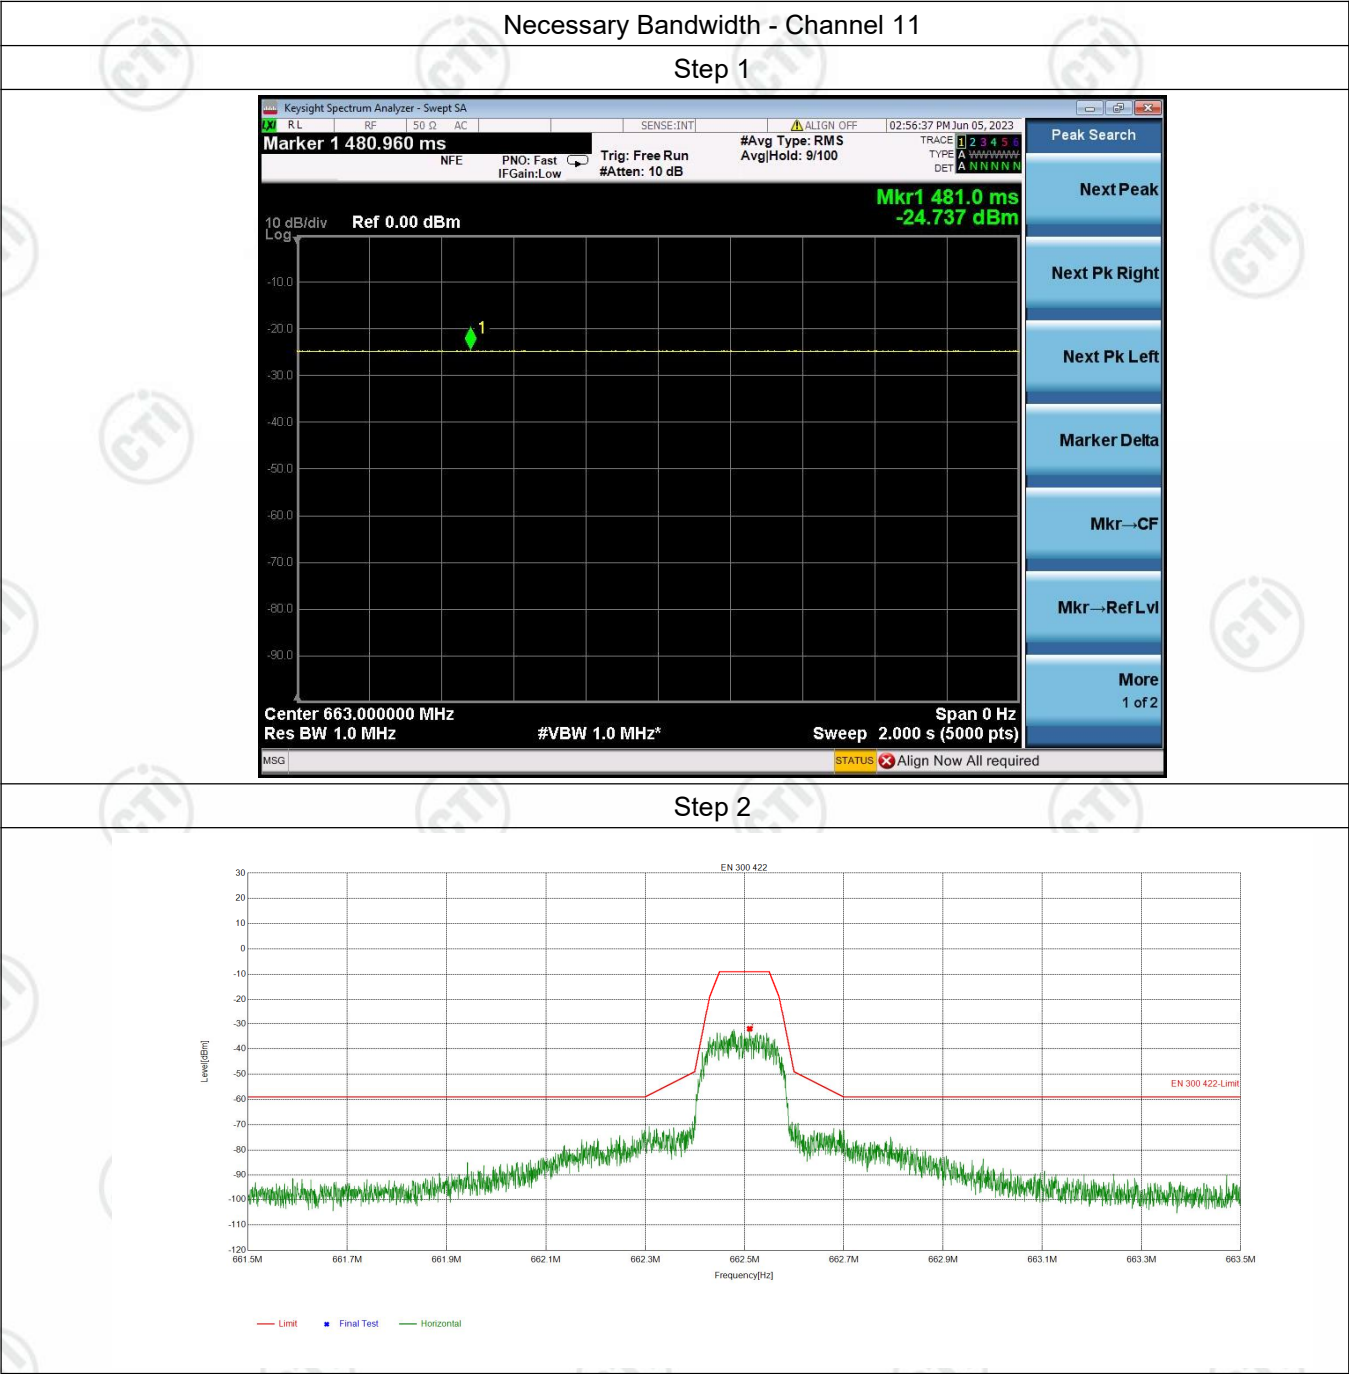 Necessary Bandwidth - Channel 11
Step 1
Keysight Spectrum Analyzer - Swept SA
LXI RL RF 50 Ω AC SENSE:INT ALIGN OFF 02:56:37 PM Jun 05, 2023
Marker 1 480.960 ms
NFE
PNO: Fast
IFGain:Low
Trig: Free Run
#Atten: 10 dB
#Avg Type: RMS
Avg|Hold: 9/100
TRACE 1 2 3 4 5 6
TYPE A WWWWW
DET A N N N N N
Peak Search
Mkr1 481.0 ms
-24.737 dBm
10 dB/div Ref 0.00 dBm
Log
-10.0
-20.0
-30.0
-40.0
-50.0
-60.0
-70.0
-80.0
-90.0
1
Center 663.000000 MHz Span 0 Hz
Res BW 1.0 MHz #VBW 1.0 MHz* Sweep 2.000 s (5000 pts)
Next Peak
Next Pk Right
Next Pk Left
Marker Delta
Mkr→CF
Mkr→Ref Lvl
More
1 of 2
MSG STATUS Align Now All required
Step 2
EN 300 422
30
20
10
0
-10
-20
-30
-40
-50
-60
-70
-80
-90
-100
-110
-120
Level[dBm]
EN 300 422-Limit
661.5M 661.7M 661.9M 662.1M 662.3M 662.5M 662.7M 662.9M 663.1M 663.3M 663.5M
Frequency[Hz]
Limit Final Test Horizontal
CTI